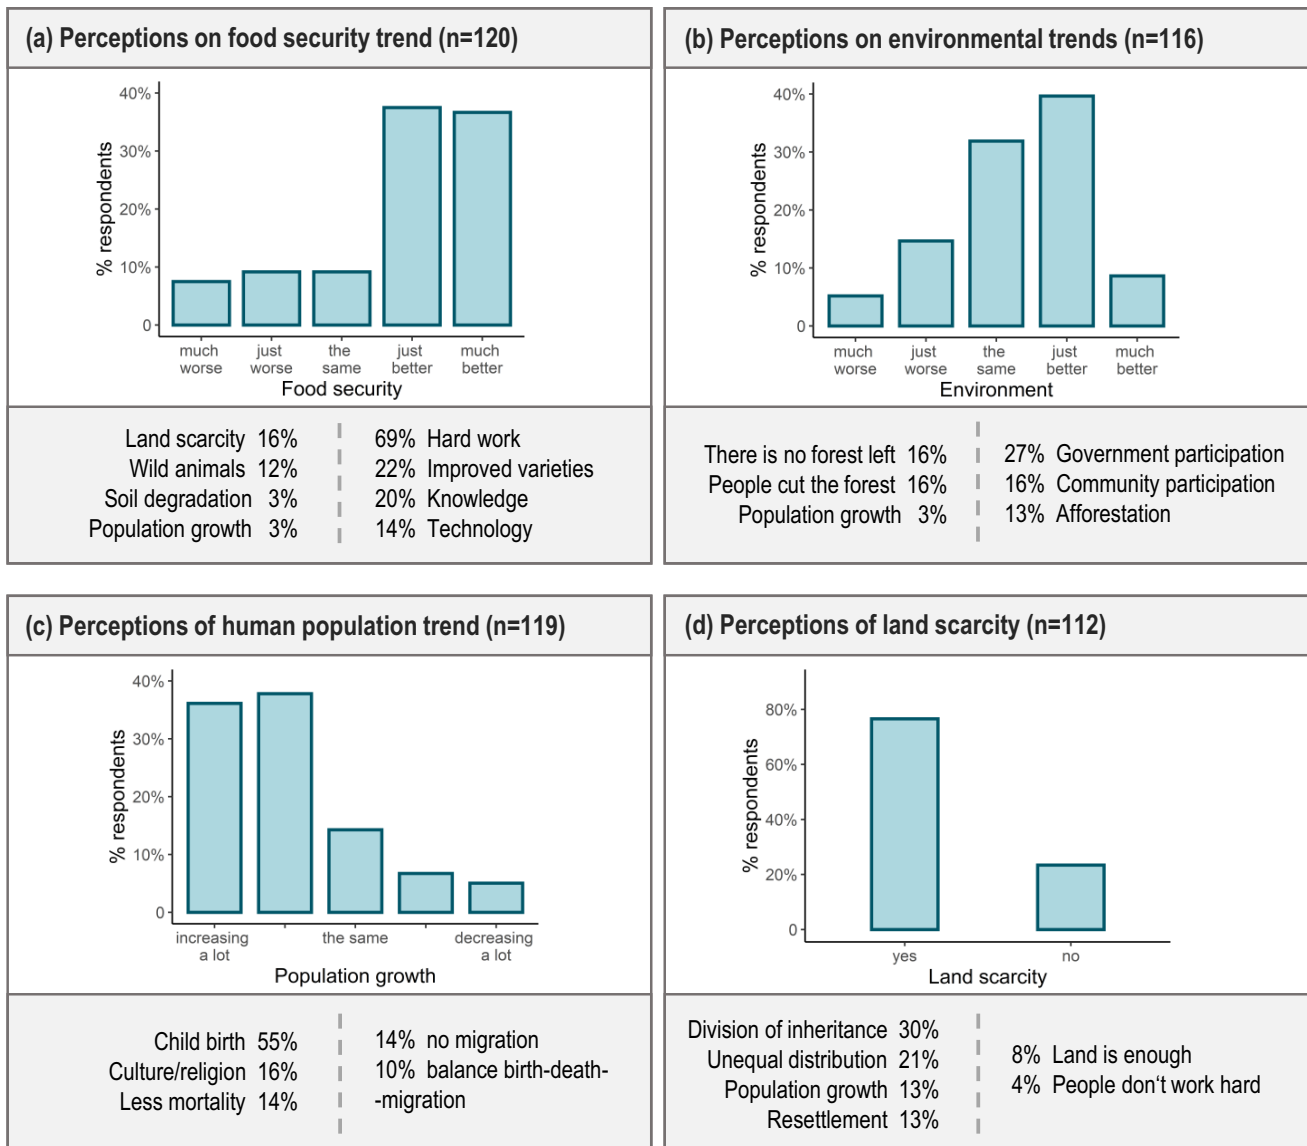 (a) Perceptions on food security trend (n=120)
% respondents
40%
30%
20%
10%
0
much worse
just worse
the same
just better
much better
Food security
Land scarcity 16%
Wild animals 12%
Soil degradation 3%
Population growth 3%
69% Hard work
22% Improved varieties
20% Knowledge
14% Technology
(b) Perceptions on environmental trends (n=116)
% respondents
40%
30%
20%
10%
0
much worse
just worse
the same
just better
much better
Environment
There is no forest left 16%
People cut the forest 16%
Population growth 3%
27% Government participation
16% Community participation
13% Afforestation
(c) Perceptions of human population trend (n=119)
% respondents
40%
30%
20%
10%
0
increasing a lot
the same
decreasing a lot
Population growth
Child birth 55%
Culture/religion 16%
Less mortality 14%
14% no migration
10% balance birth-death-
-migration
(d) Perceptions of land scarcity (n=112)
% respondents
80%
60%
40%
20%
0
yes
no
Land scarcity
Division of inheritance 30%
Unequal distribution 21%
Population growth 13%
Resettlement 13%
8% Land is enough
4% People don‘t work hard